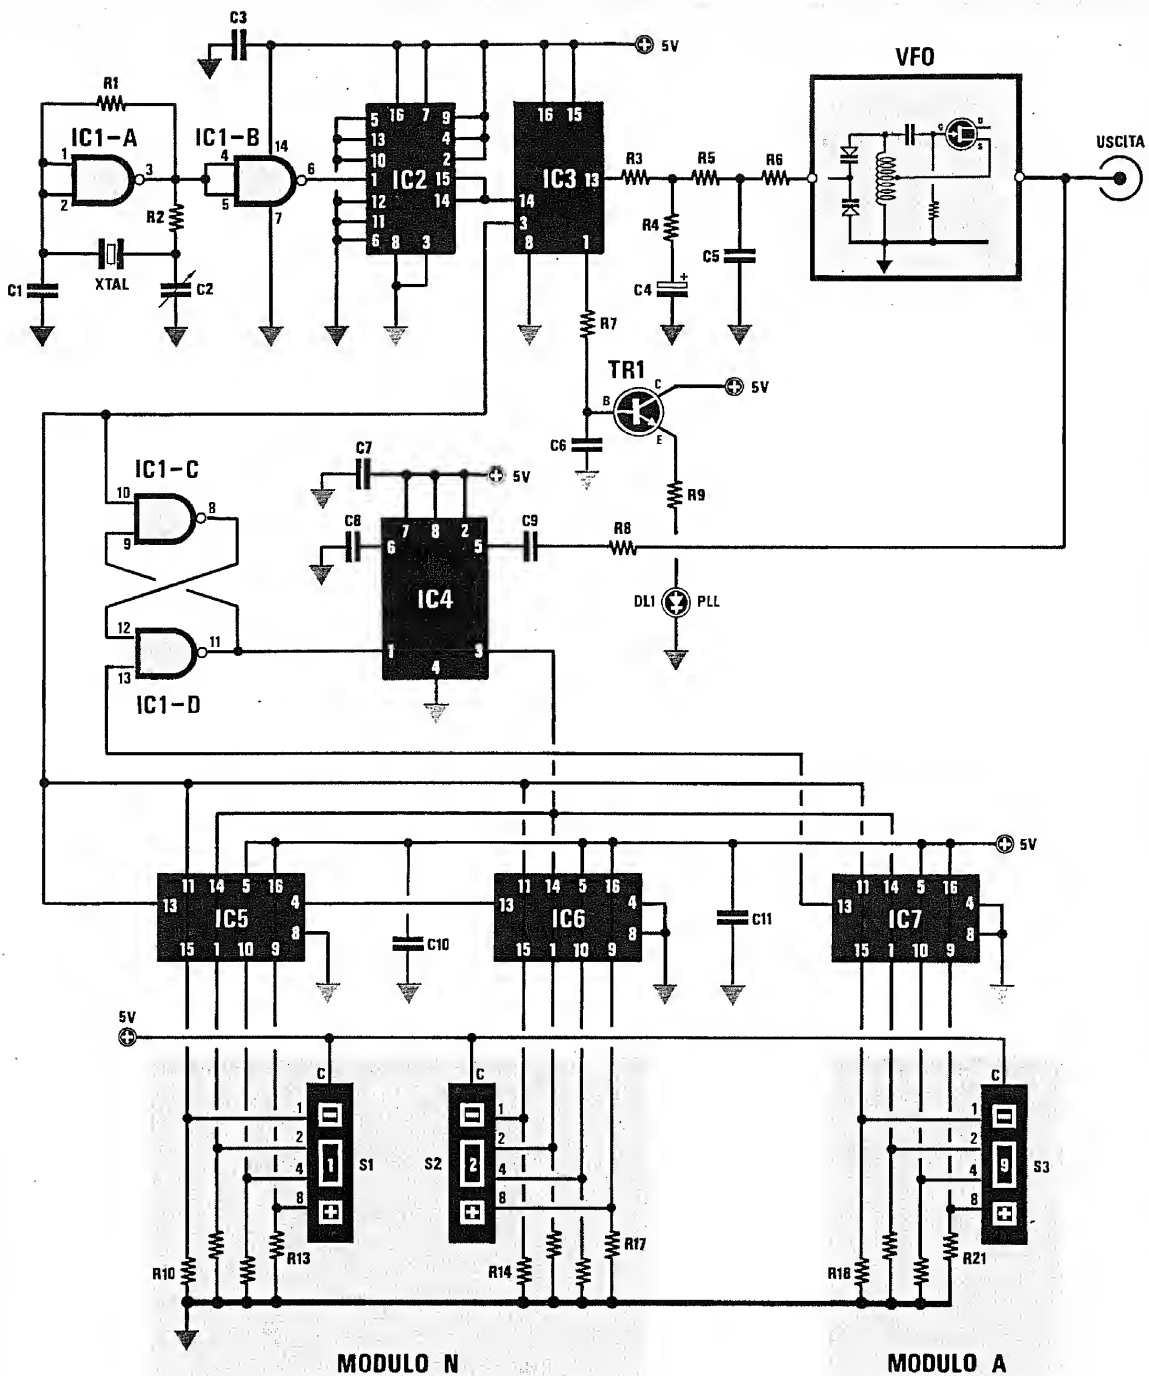 C3
5V
R1
IC1-A
1
2
3
IC1-B
4
5
6
14
7
R2
XTAL
C1
C2
5
13
10
1
12
11
6
16
7
9
4
2
15
14
8
3
IC2
16
15
IC3
13
14
3
8
1
R3
R5
R6
R4
C4
+
C5
R7
VFO
G
D
S
USCITA
TR1
B
C
E
5V
C6
R9
IC1-C
10
9
8
C7
5V
C8
C9
R8
7
8
2
6
5
IC4
1
3
4
DL1
PLL
12
13
11
IC1-D
5V
11
14
5
16
13
IC5
4
8
15
1
10
9
C10
11
14
5
16
13
IC6
4
8
15
1
10
9
C11
11
14
5
16
13
IC7
4
8
15
1
10
9
5V
C
1
2
4
8
1
S1
C
1
2
4
8
2
S2
C
1
2
4
8
9
S3
R10
R13
R14
R17
R18
R21
MODULO N
MODULO A